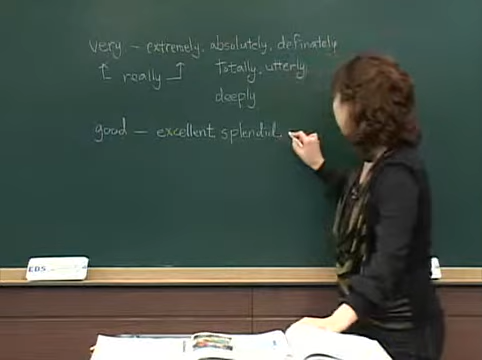 very – extremely, absolutely, definately
really totally, utterly
deeply
good – excellent, splendid
EBS